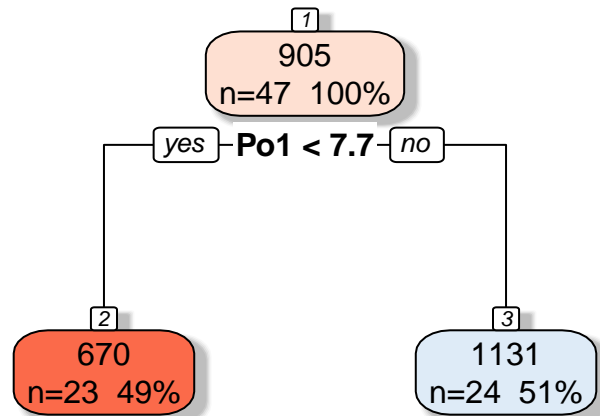 1
905
n=47 100%
yes Po1 < 7.7 no
2
670
n=23 49%
3
1131
n=24 51%